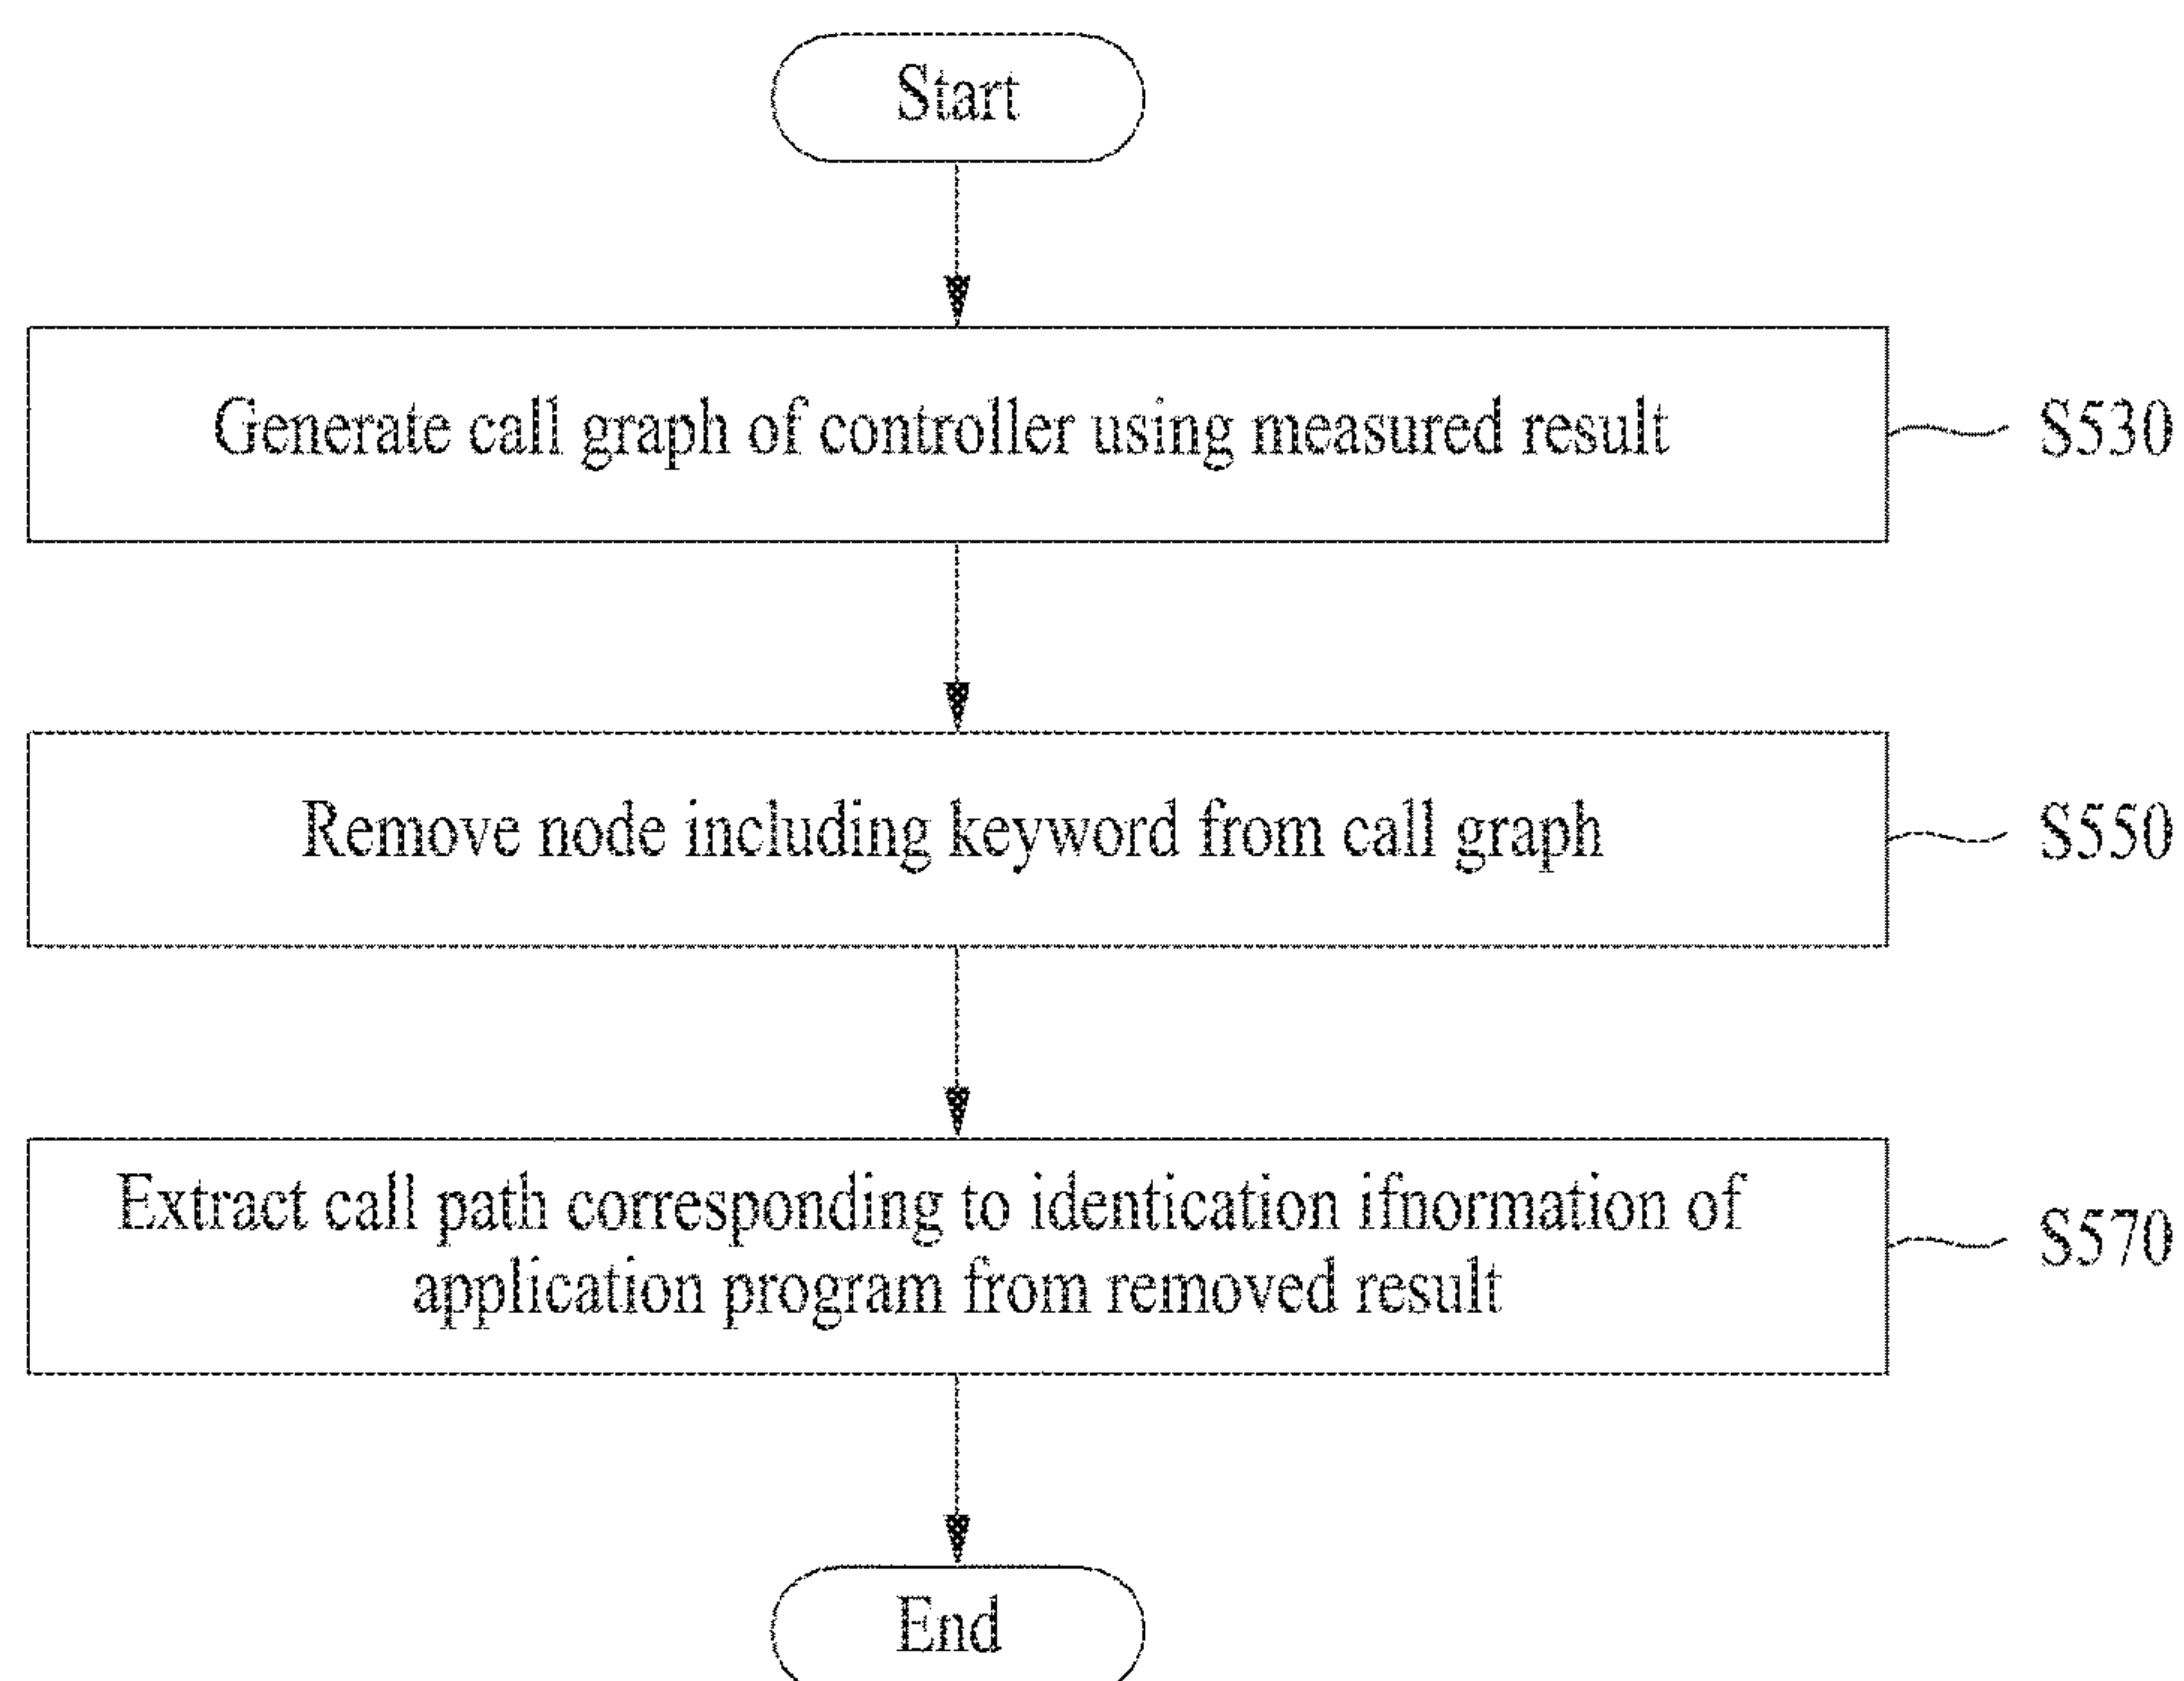 Start
Generate call graph of controller using measured result
S530
Remove node including keyword from call graph
S550
Extract call path corresponding to identication ifnormation of
application program from removed result
S570
End